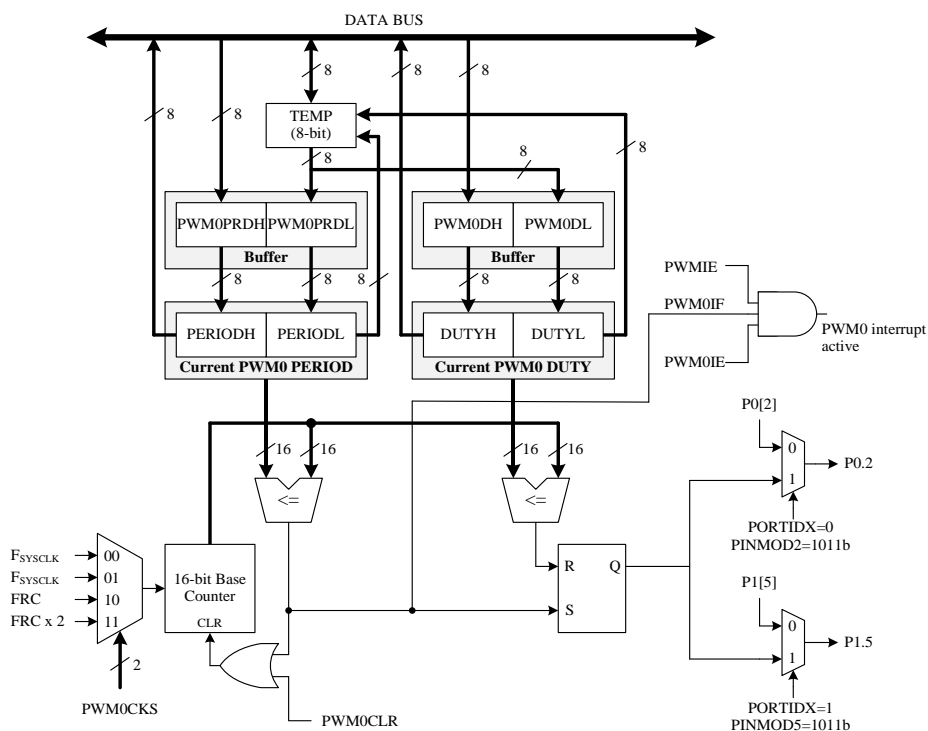 DATA BUS
8
8
8
8
8
TEMP
(8-bit)
8
8
8
PWM0PRDH
PWM0PRDL
Buffer
PWM0DH
PWM0DL
Buffer
8
8
8
8
8
PERIODH
PERIODL
Current PWM0 PERIOD
DUTYH
DUTYL
Current PWM0 DUTY
PWMIE
PWM0IF
PWM0IE
PWM0 interrupt
active
16
16
16
16
<=
<=
P0[2]
0
1
P0.2
PORTIDX=0
PINMOD2=1011b
FSYSCLK
FSYSCLK
FRC
FRC x 2
00
01
10
11
2
PWM0CKS
16-bit Base
Counter
CLR
PWM0CLR
R
S
Q
P1[5]
0
1
P1.5
PORTIDX=1
PINMOD5=1011b